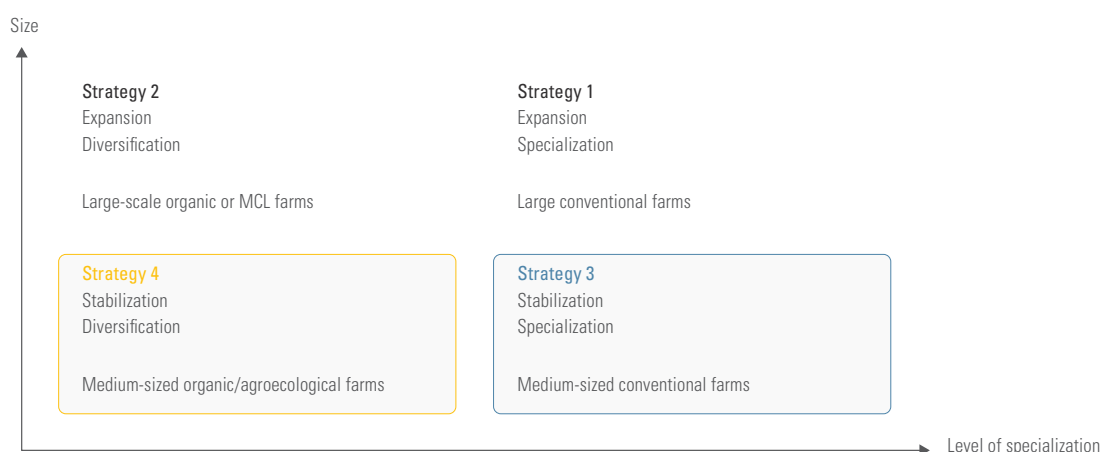 Size
Strategy 2
Expansion
Diversification
Large-scale organic or MCL farms
Strategy 1
Expansion
Specialization
Large conventional farms
Strategy 4
Stabilization
Diversification
Medium-sized organic/agroecological farms
Strategy 3
Stabilization
Specialization
Medium-sized conventional farms
Level of specialization